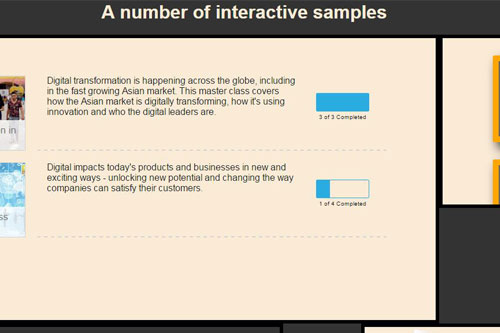 A number of interactive samples
Digital transformation is happening across the globe, including
in the fast growing Asian market. This master class covers
how the Asian market is digitally transforming, how it's using
innovation and who the digital leaders are.
3 of 3 Completed
n in
Digital impacts today's products and businesses in new and
exciting ways - unlocking new potential and changing the way
companies can satisfy their customers.
1 of 4 Completed
ss